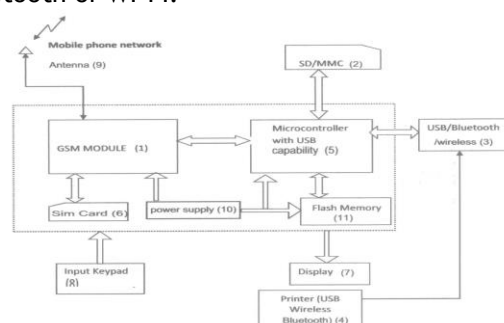 Mobile phone network
Antenna (9)
SD/MMC (2)
GSM MODULE (1)
Microcontroller
with USB
capability (5)
USB/Bluetooth
/wireless (3)
Sim Card (6)
power supply (10)
Flash Memory
(11)
Input Keypad
(8)
Display (7)
Printer (USB
Wireless
Bluetooth) (4)